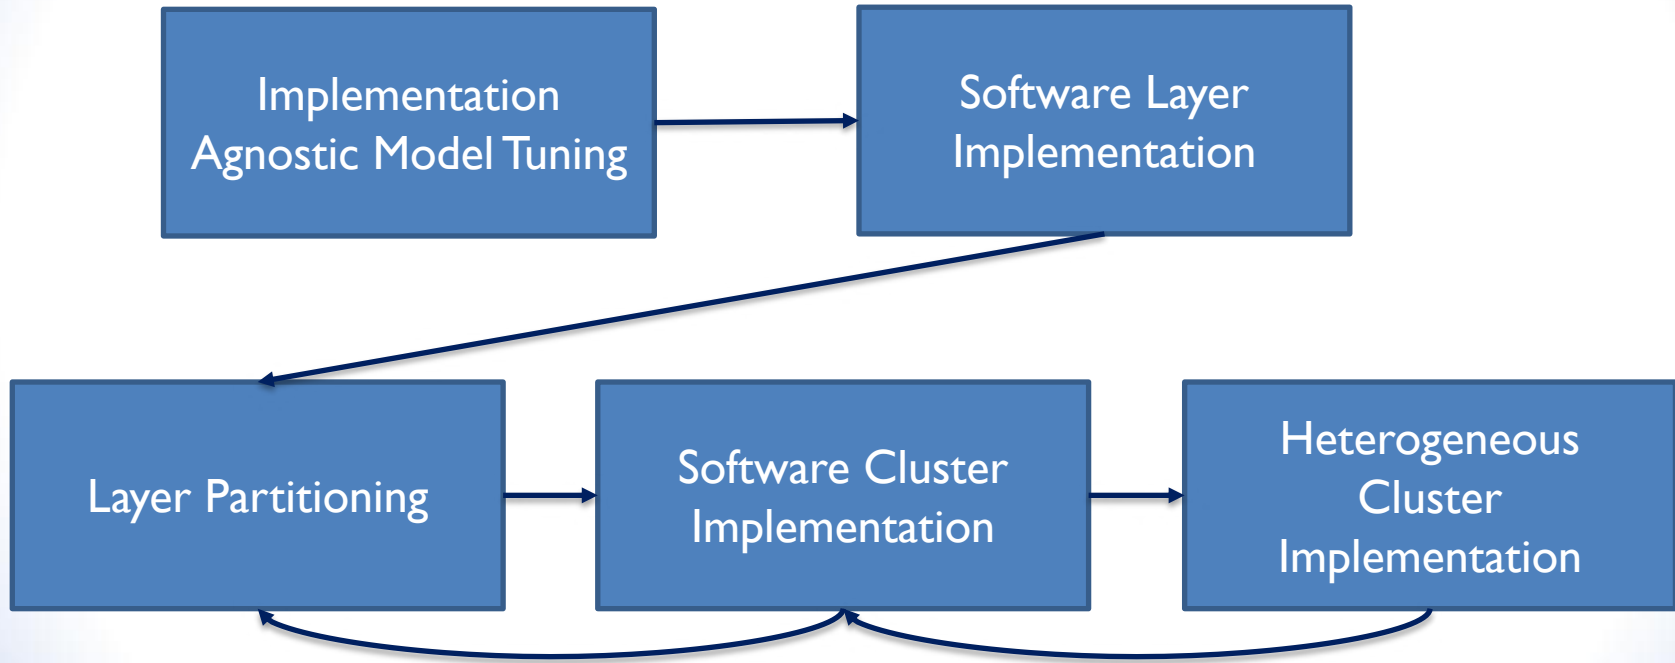 Implementation
Agnostic Model Tuning
Software Layer
Implementation
Layer Partitioning
Software Cluster
Implementation
Heterogeneous
Cluster
Implementation